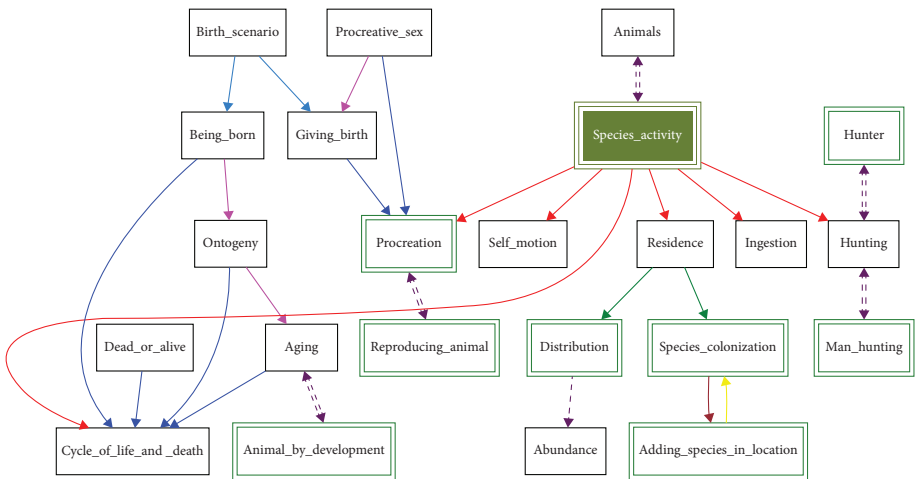 Birth_scenario
Procreative_sex
Animals
Being_born
Giving_birth
Species_activity
Hunter
Ontogeny
Procreation
Self_motion
Residence
Ingestion
Hunting
Dead_or_alive
Aging
Reproducing_animal
Distribution
Species_colonization
Man_hunting
Cycle_of_life_and _death
Animal_by_development
Abundance
Adding_species_in_location